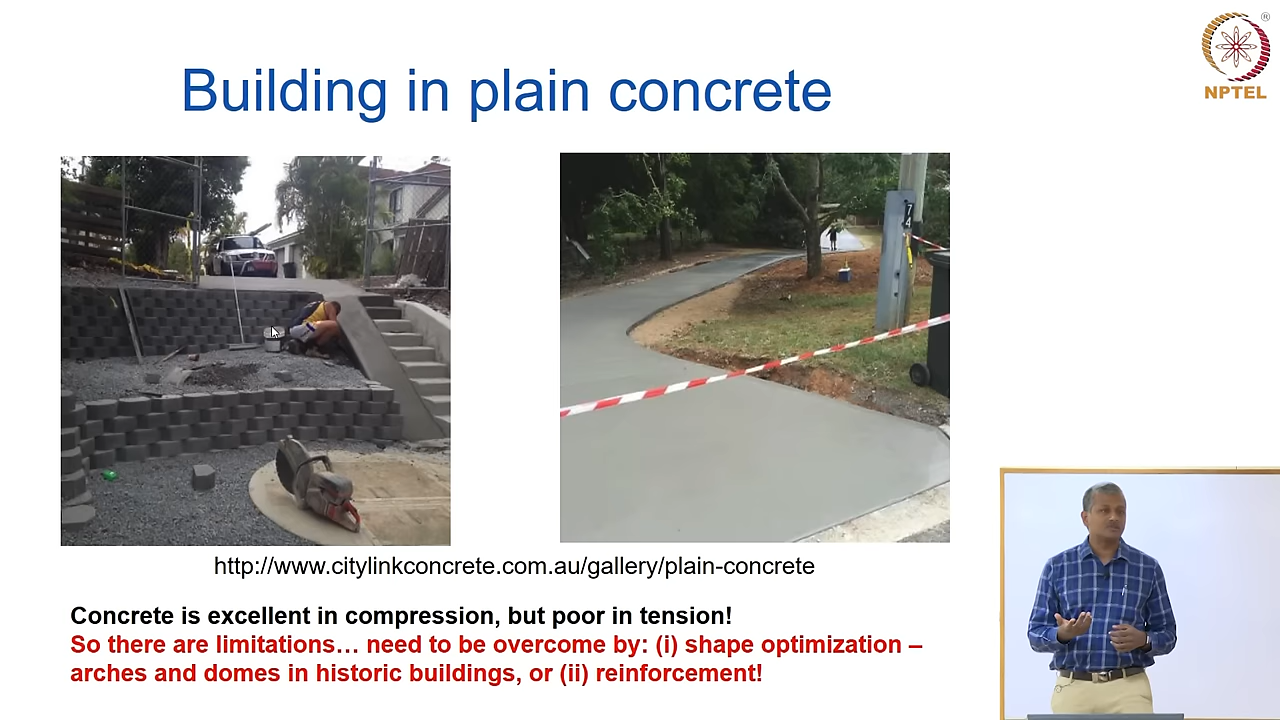 Building in plain concrete
®
NPTEL
74
http://www.citylinkconcrete.com.au/gallery/plain-concrete
Concrete is excellent in compression, but poor in tension!
So there are limitations… need to be overcome by: (i) shape optimization –
arches and domes in historic buildings, or (ii) reinforcement!